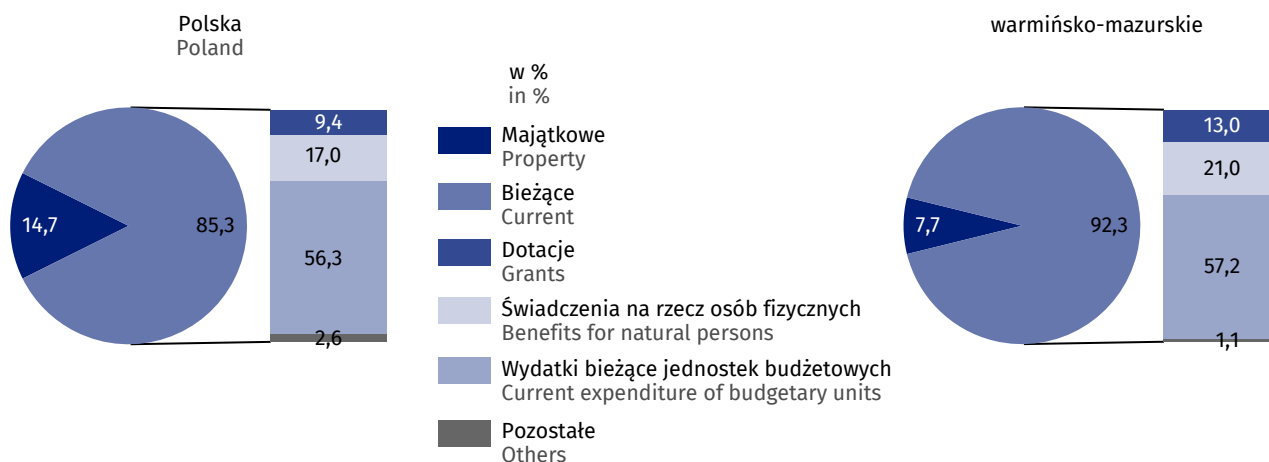 Polska
Poland
14,7
85,3
9,4
17,0
56,3
2,6
w %
in %
Majątkowe
Property
Bieżące
Current
Dotacje
Grants
Świadczenia na rzecz osób fizycznych
Benefits for natural persons
Wydatki bieżące jednostek budżetowych
Current expenditure of budgetary units
Pozostałe
Others
warmińsko-mazurskie
7,7
92,3
13,0
21,0
57,2
1,1